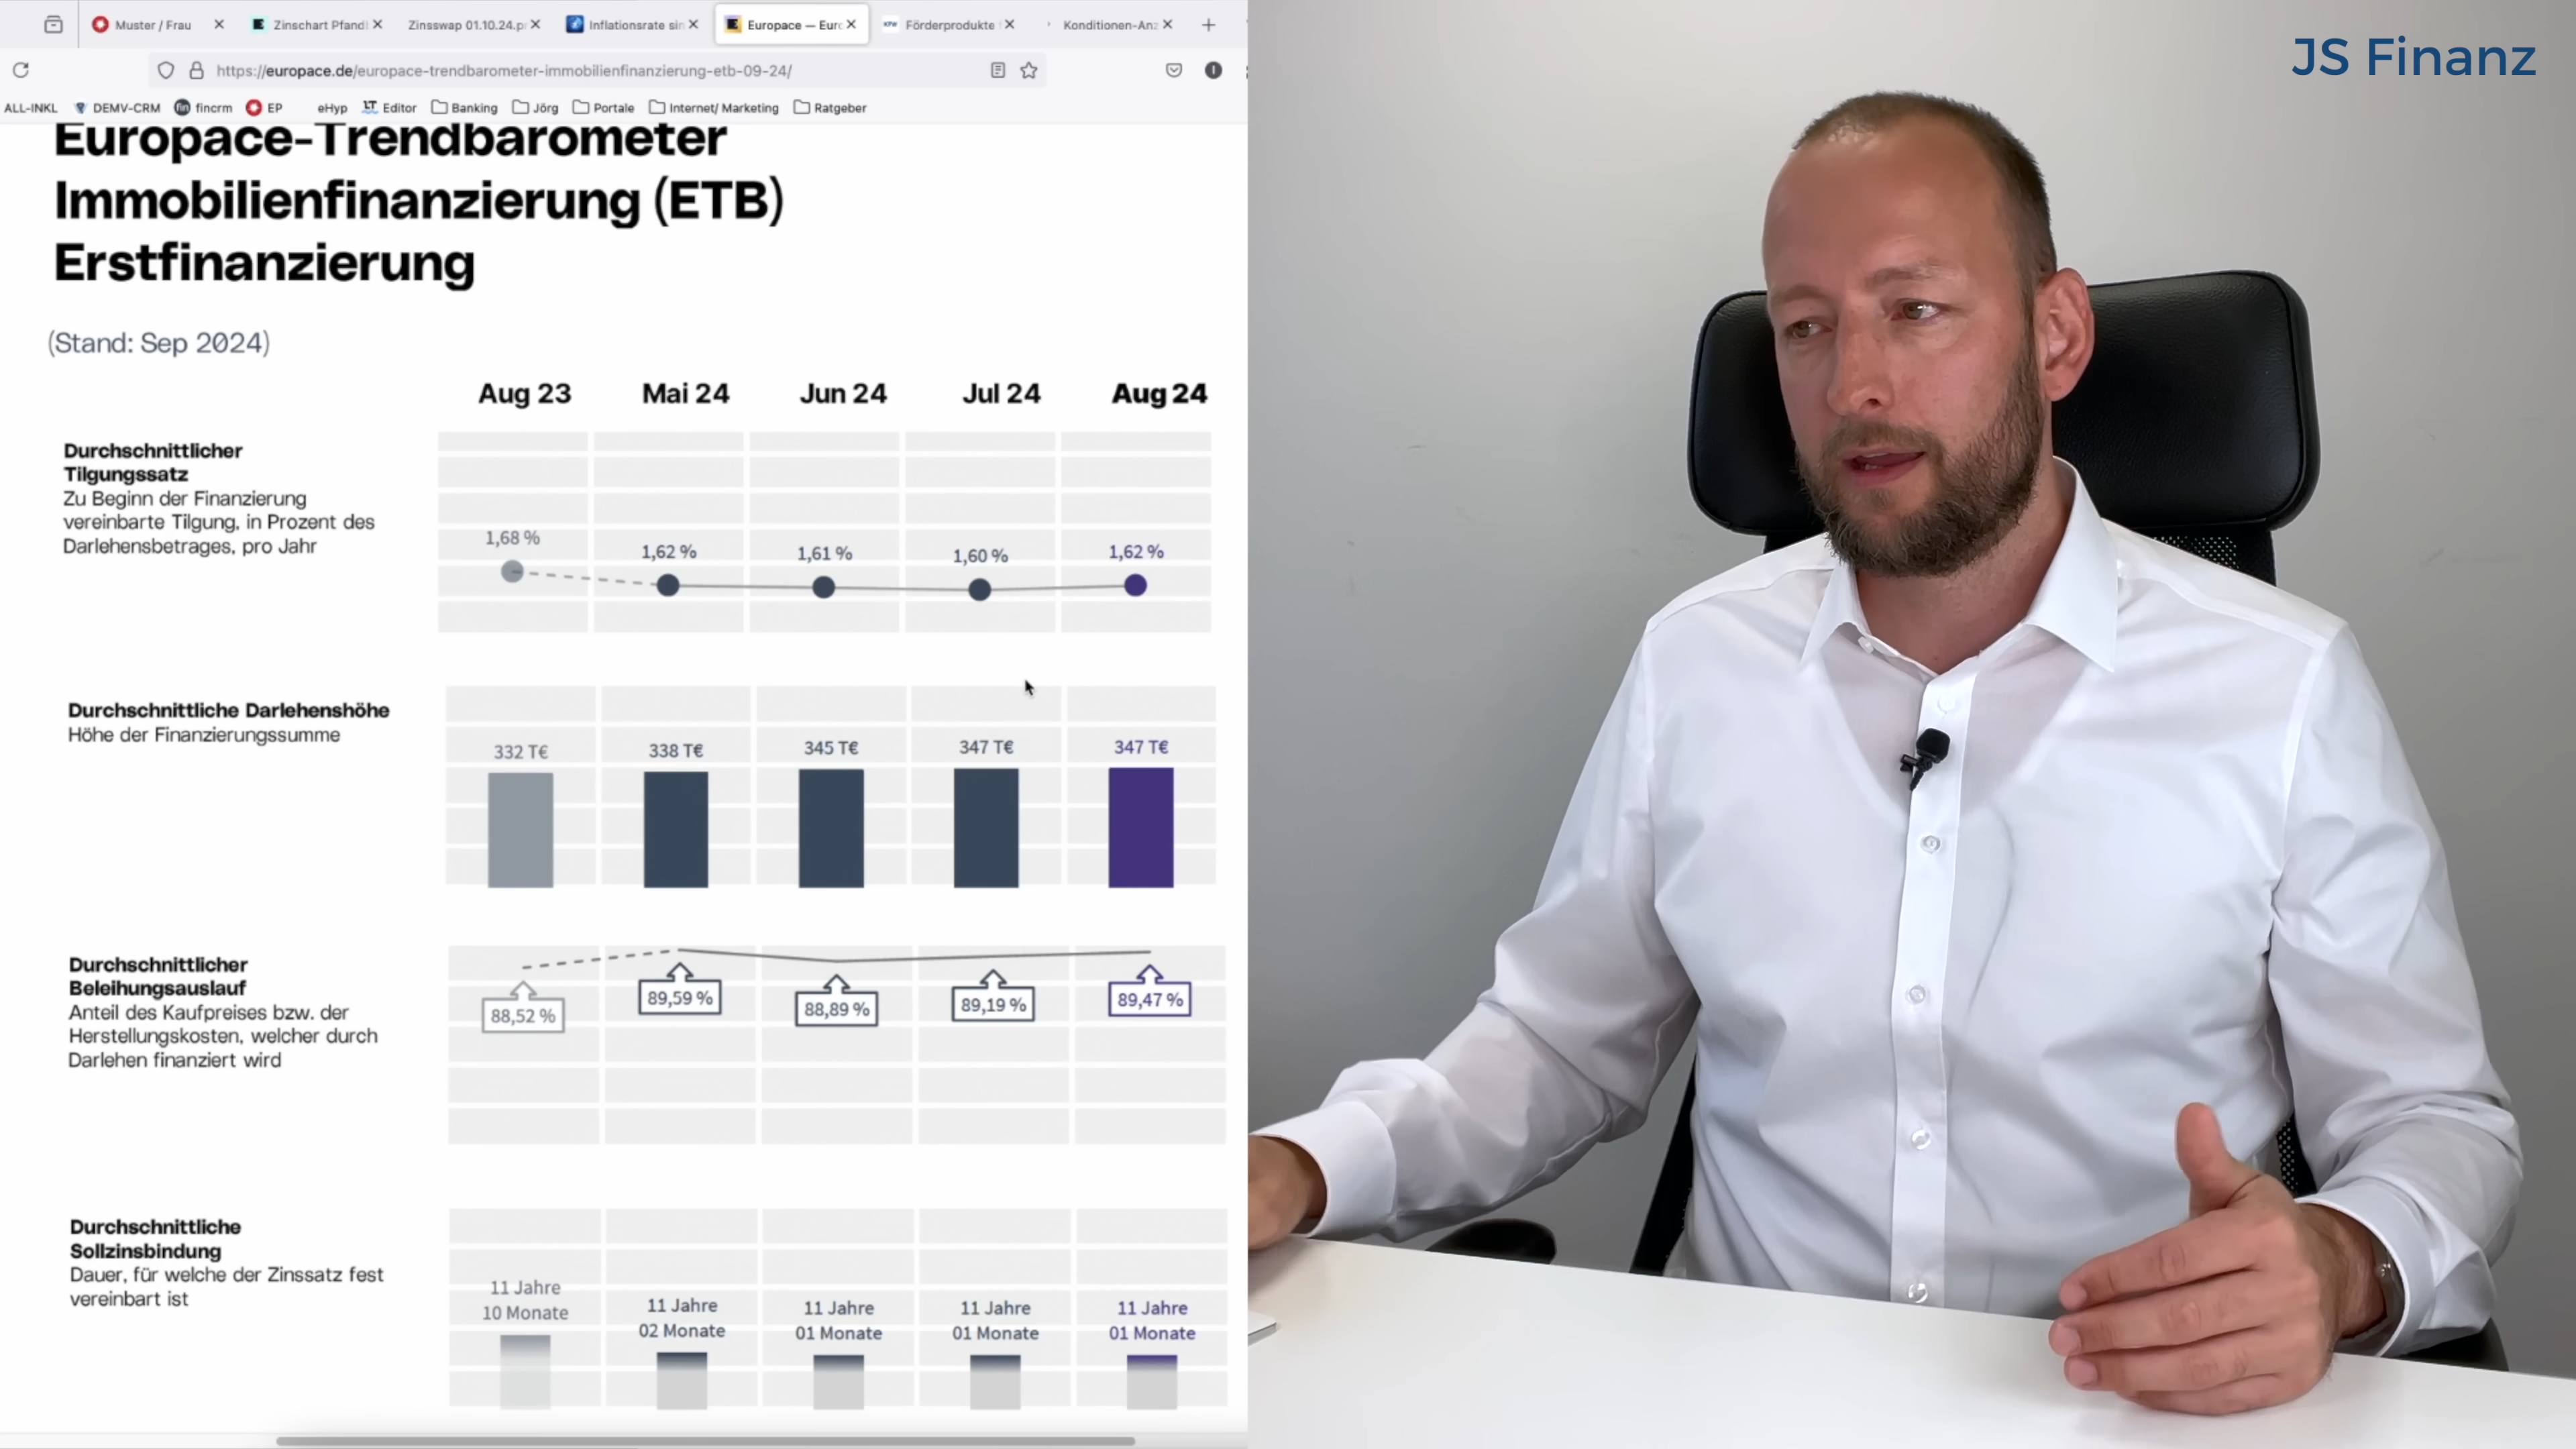 Muster / Frau
Zinschart Pfandl
Zinsswap 01.10.24.pr
Inflationsrate sin
Europace — Eur
KFW
Förderprodukte
Konditionen-Anz
https://europace.de/europace-trendbarometer-immobilienfinanzierung-etb-09-24/
ALL-INKL
DEMV-CRM
fin
fincrm
EP
eHyp
LT
Editor
Banking
Jörg
Portale
Internet/ Marketing
Ratgeber
JS Finanz
Europace-Trendbarometer
Immobilienfinanzierung (ETB)
Erstfinanzierung
(Stand: Sep 2024)
Aug 23
Mai 24
Jun 24
Jul 24
Aug 24
Durchschnittlicher
Tilgungssatz
Zu Beginn der Finanzierung
vereinbarte Tilgung, in Prozent des
Darlehensbetrages, pro Jahr
1,68 %
1,62 %
1,61 %
1,60 %
1,62 %
Durchschnittliche Darlehenshöhe
Höhe der Finanzierungssumme
332 T€
338 T€
345 T€
347 T€
347 T€
Durchschnittlicher
Beleihungsauslauf
Anteil des Kaufpreises bzw. der
Herstellungskosten, welcher durch
Darlehen finanziert wird
88,52 %
89,59 %
88,89 %
89,19 %
89,47 %
Durchschnittliche
Sollzinsbindung
Dauer, für welche der Zinssatz fest
vereinbart ist
11 Jahre
10 Monate
11 Jahre
02 Monate
11 Jahre
01 Monate
11 Jahre
01 Monate
11 Jahre
01 Monate